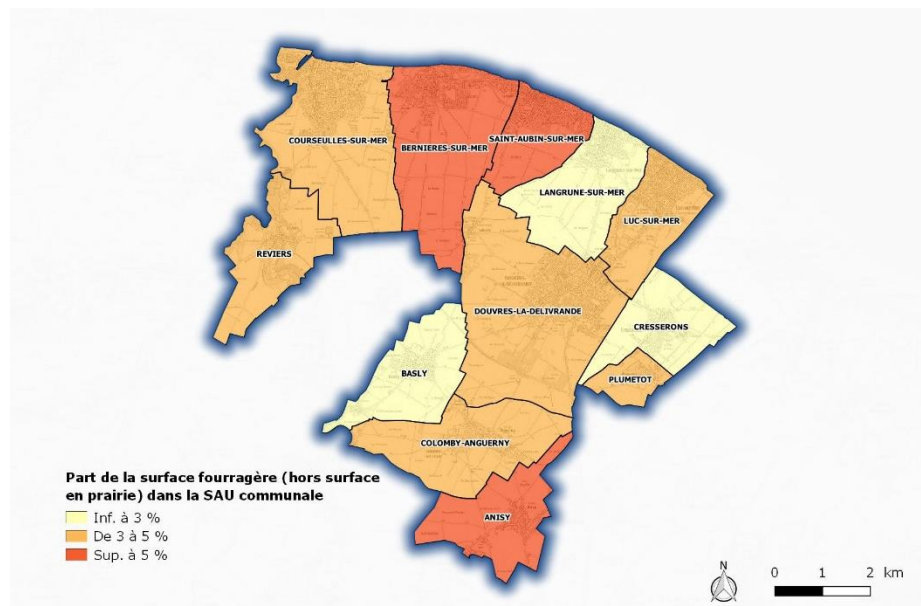 COURSEULLES-SUR-MER
BERNIERES-SUR-MER
SAINT-AUBIN-SUR-MER
LANGRUNE-SUR-MER
LUC-SUR-MER
REVIERS
DOUVRES-LA-DELIVRANDE
CRESSERONS
BASLY
PLUMETOT
COLOMBY-ANGUERNY
ANISY
Part de la surface fourragère (hors surface
en prairie) dans la SAU communale
Inf. à 3 %
De 3 à 5 %
Sup. à 5 %
N
0 1 2 km